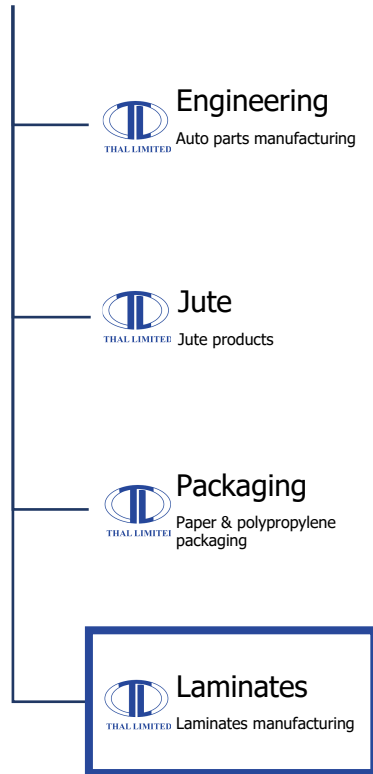 Engineering
Auto parts manufacturing
THAL LIMITED
Jute
THAL LIMITED
Jute products
Packaging
Paper & polypropylene
packaging
THAL LIMITE
Laminates
Laminates manufacturing
THAL LIMITED